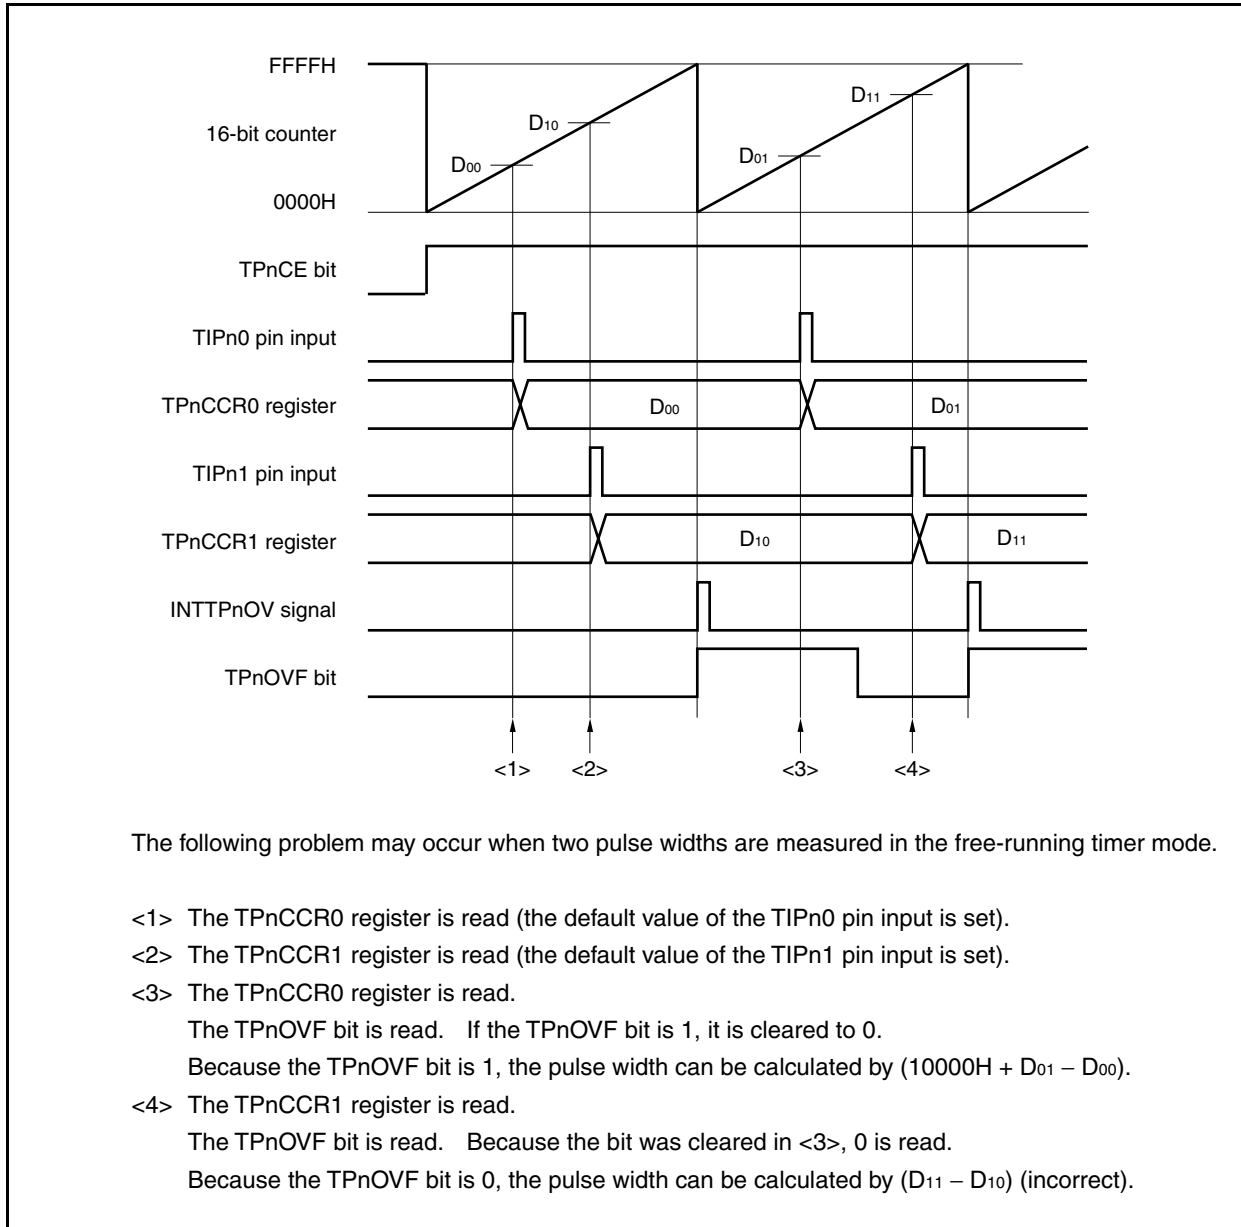 FFFFH
D11
D10
16-bit counter
D01
D00
0000H
TPnCE bit
TIPn0 pin input
TPnCCR0 register
D00
D01
TIPn1 pin input
TPnCCR1 register
D10
D11
INTTPnOV signal
TPnOVF bit
<1> <2> <3> <4>
The following problem may occur when two pulse widths are measured in the free-running timer mode.
<1> The TPnCCR0 register is read (the default value of the TIPn0 pin input is set).
<2> The TPnCCR1 register is read (the default value of the TIPn1 pin input is set).
<3> The TPnCCR0 register is read.
The TPnOVF bit is read. If the TPnOVF bit is 1, it is cleared to 0.
Because the TPnOVF bit is 1, the pulse width can be calculated by (10000H + D01 − D00).
<4> The TPnCCR1 register is read.
The TPnOVF bit is read. Because the bit was cleared in <3>, 0 is read.
Because the TPnOVF bit is 0, the pulse width can be calculated by (D11 − D10) (incorrect).